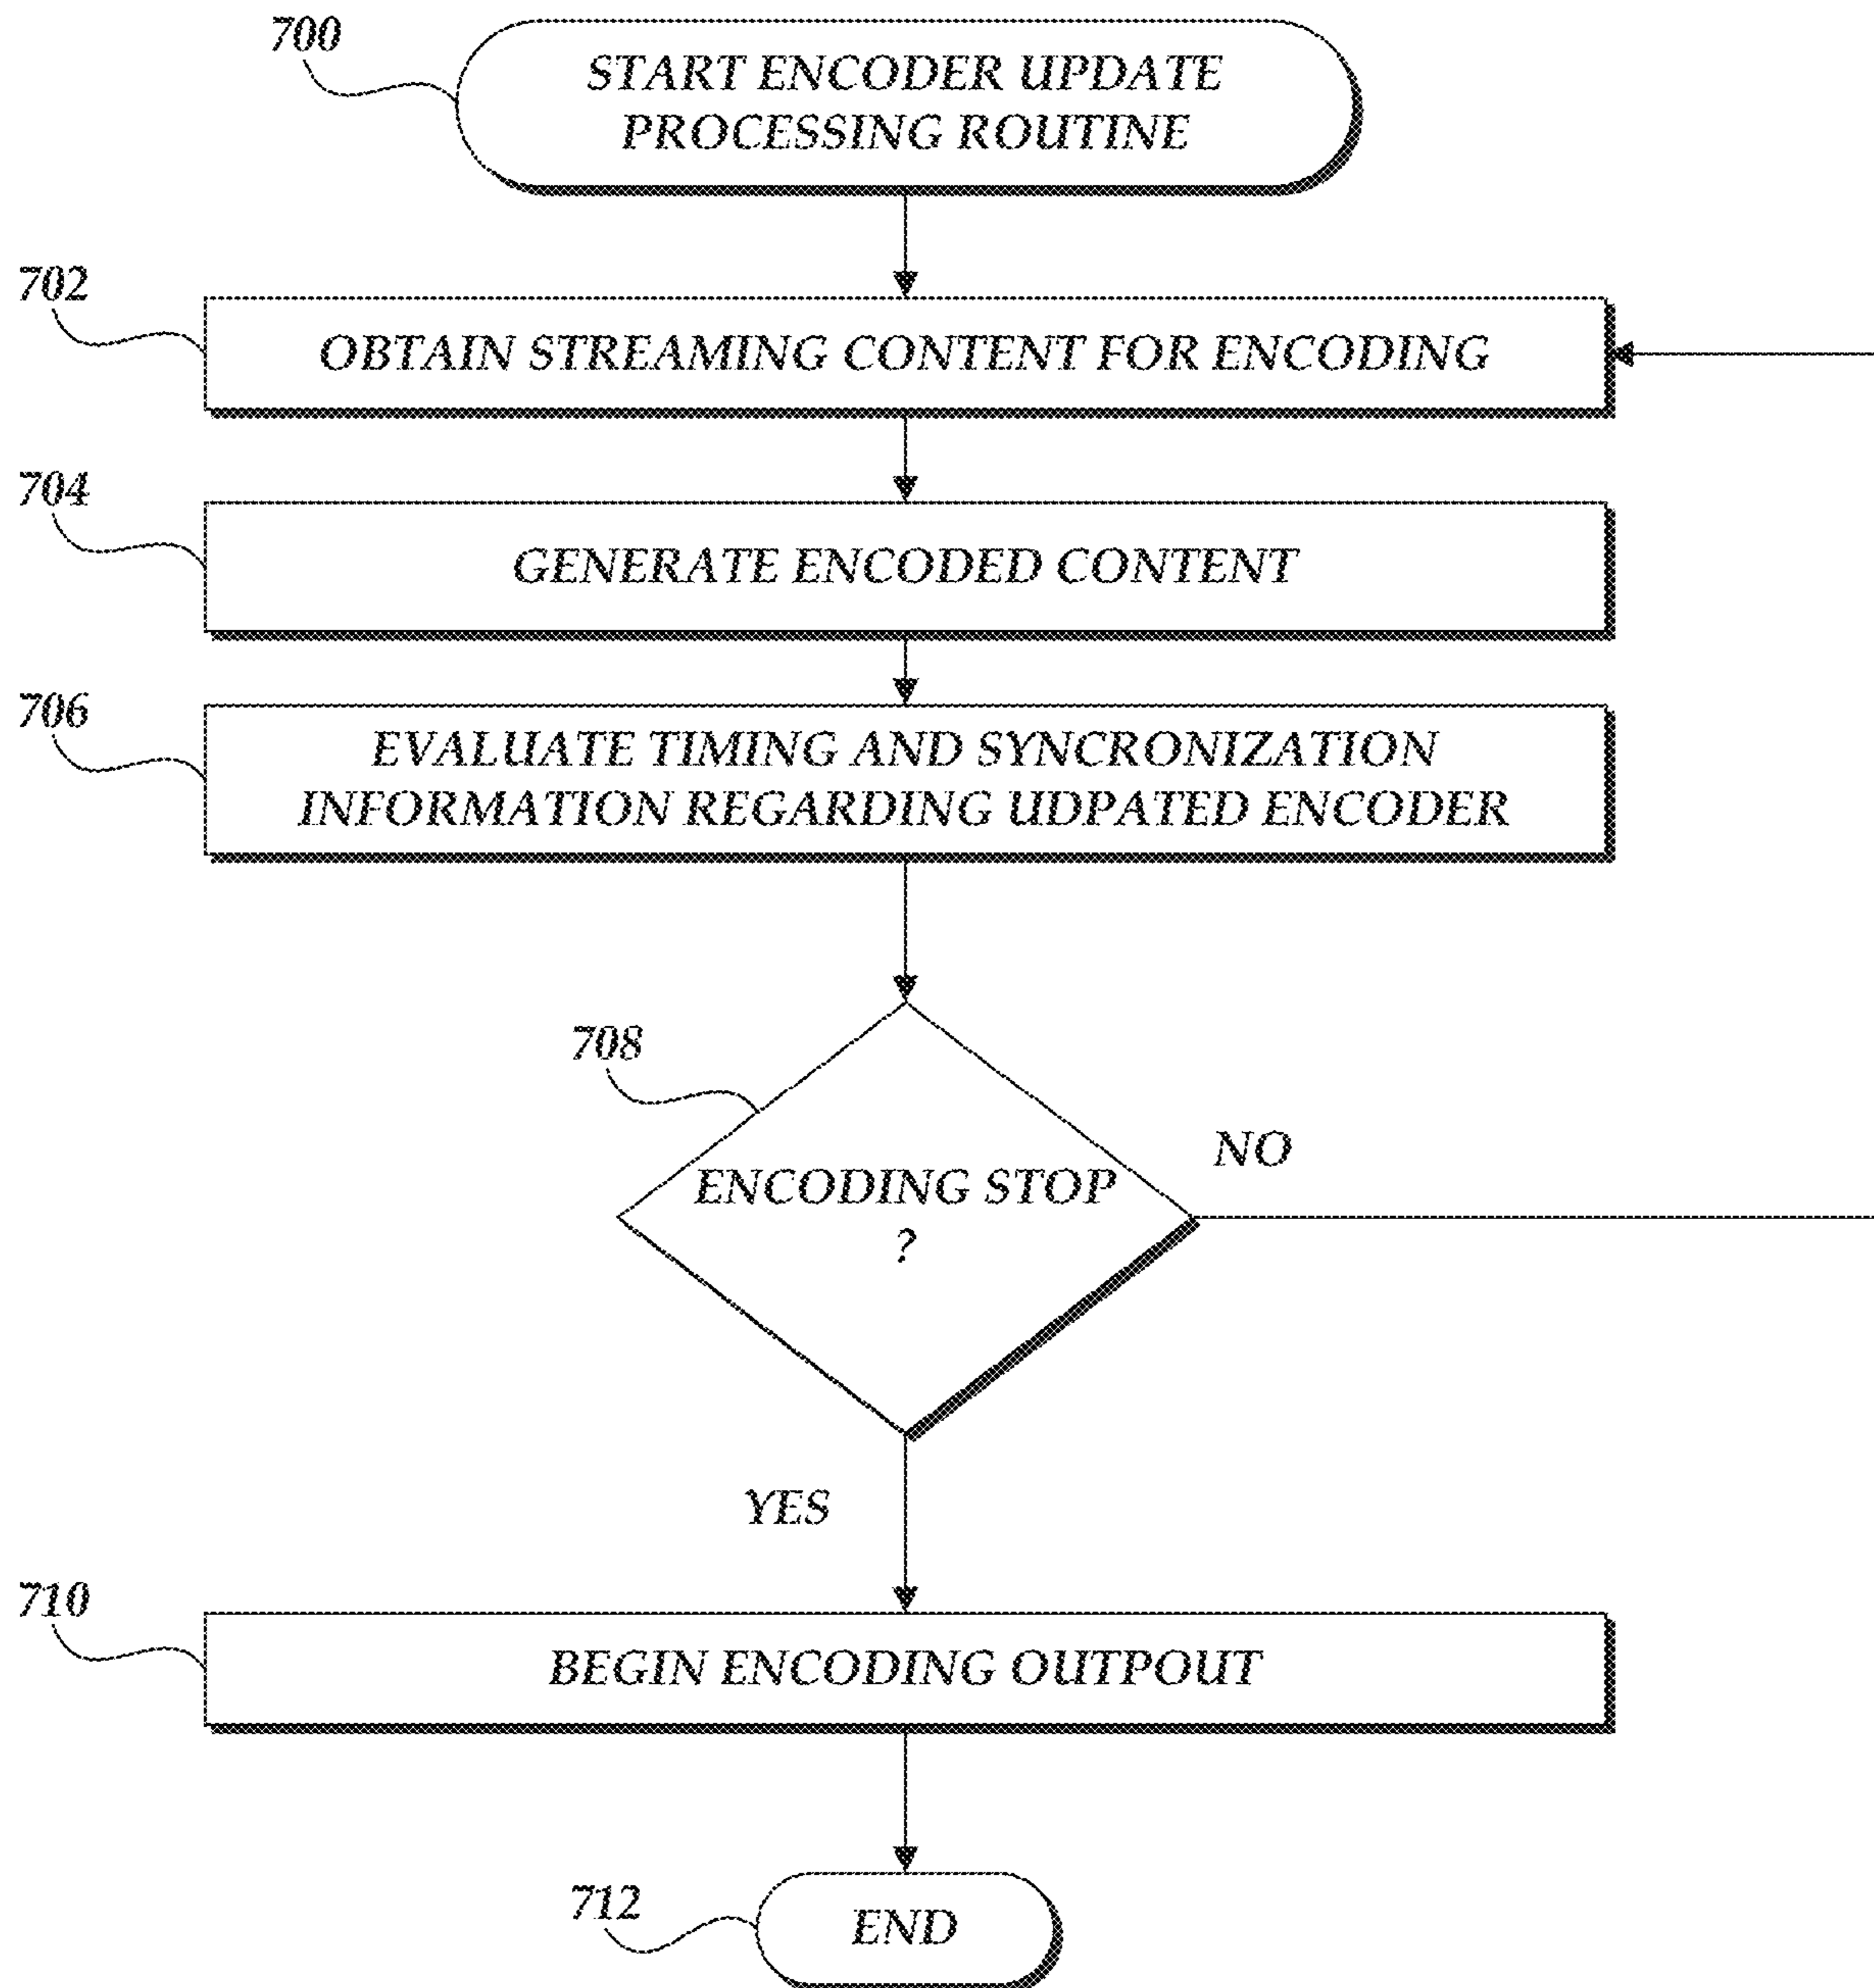 700
START ENCODER UPDATE
PROCESSING ROUTINE
702
OBTAIN STREAMING CONTENT FOR ENCODING
704
GENERATE ENCODED CONTENT
706
EVALUATE TIMING AND SYNCRONIZATION
INFORMATION REGARDING UDPATED ENCODER
708
ENCODING STOP
?
NO
YES
710
BEGIN ENCODING OUTPOUT
712
END